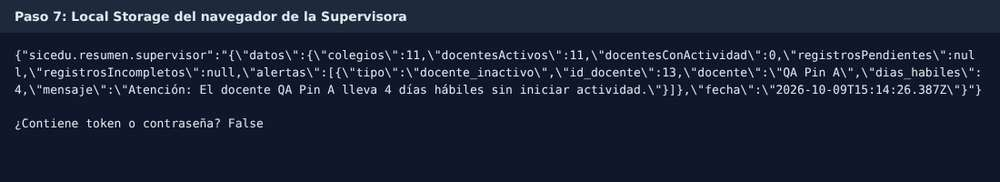 Paso 7: Local Storage del navegador de la Supervisora
{"sicedu.resumen.supervisor":"{\"datos\":{\"colegios\":11,\"docentesActivos\":11,\"docentesConActividad\":0,\"registrosPendientes\":nul
l,\"registrosIncompletos\":null,\"alertas\":[{\"tipo\":\"docente_inactivo\",\"id_docente\":13,\"docente\":\"QA Pin A\",\"dias_habiles\":
4,\"mensaje\":\"Atención: El docente QA Pin A lleva 4 días hábiles sin iniciar actividad.\"}]},\"fecha\":\"2026-10-09T15:14:26.387Z\"}"}
¿Contiene token o contraseña? False